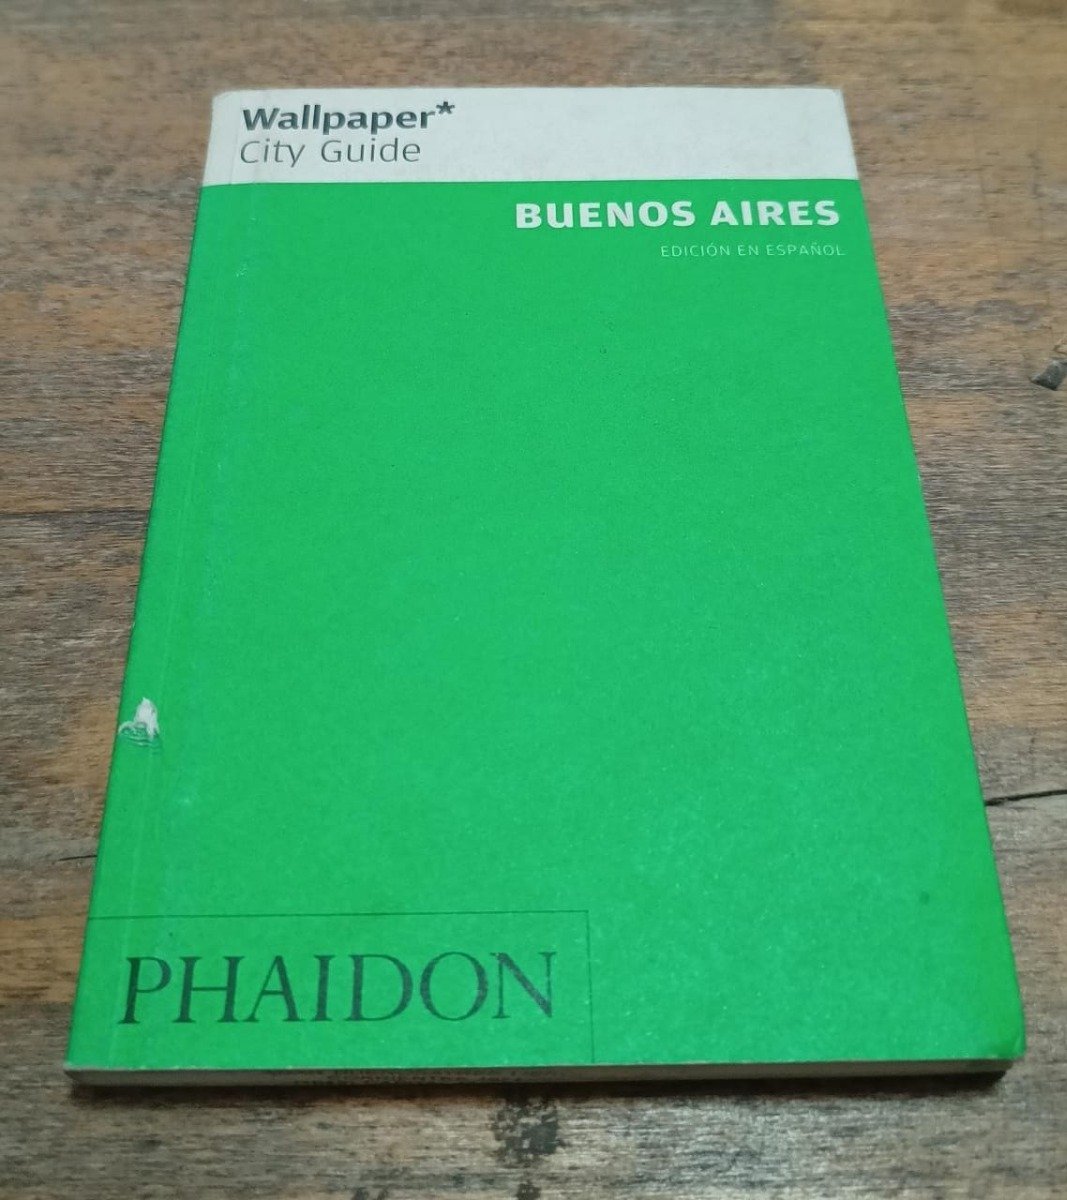 Wallpaper*
City Guide
BUENOS AIRES
EDICIÓN EN ESPAÑOL
PHAIDON